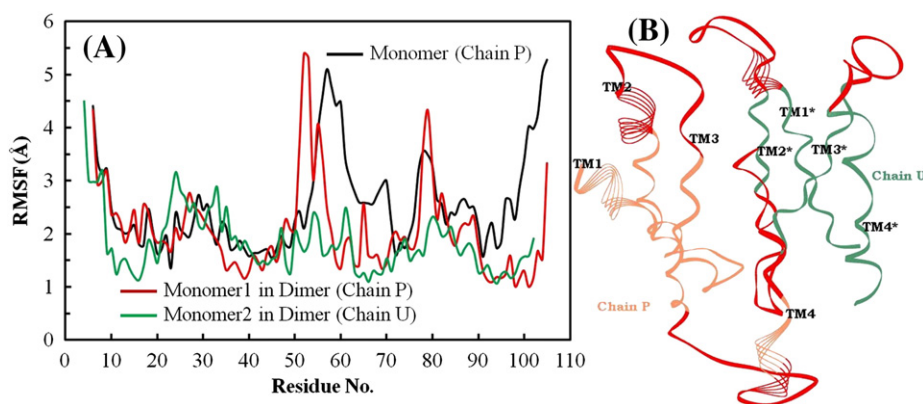 (A)
Monomer (Chain P)
6
5
4
3
2
1
0
RMSF(Å)
Monomer1 in Dimer (Chain P)
Monomer2 in Dimer (Chain U)
0 10 20 30 40 50 60 70 80 90 100 110
Residue No.
(B)
TM2
TM1*
TM3
TM2*
TM3*
TM1
Chain U
TM4*
Chain P
TM4